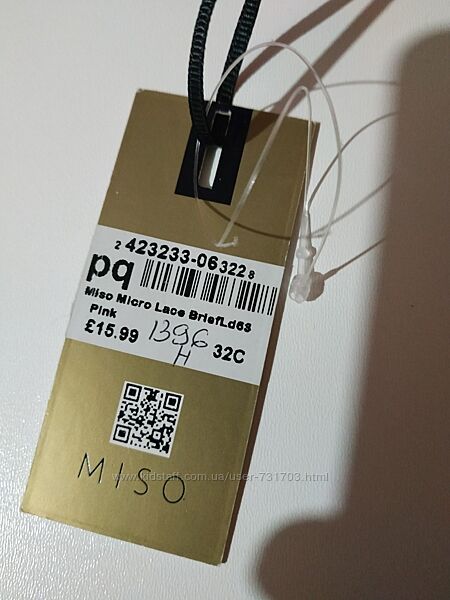 2 423233-06322 8
pq
Miso Micro Lace BriefLd63
Pink
£15.99 1396 32C
H
MISO
www.kidstaff.com.ua/user-731703.html